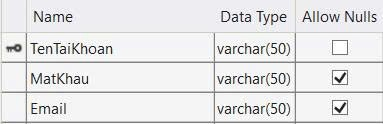 Name Data Type Allow Nulls
TenTaiKhoan varchar(50)
MatKhau varchar(50)
Email varchar(50)